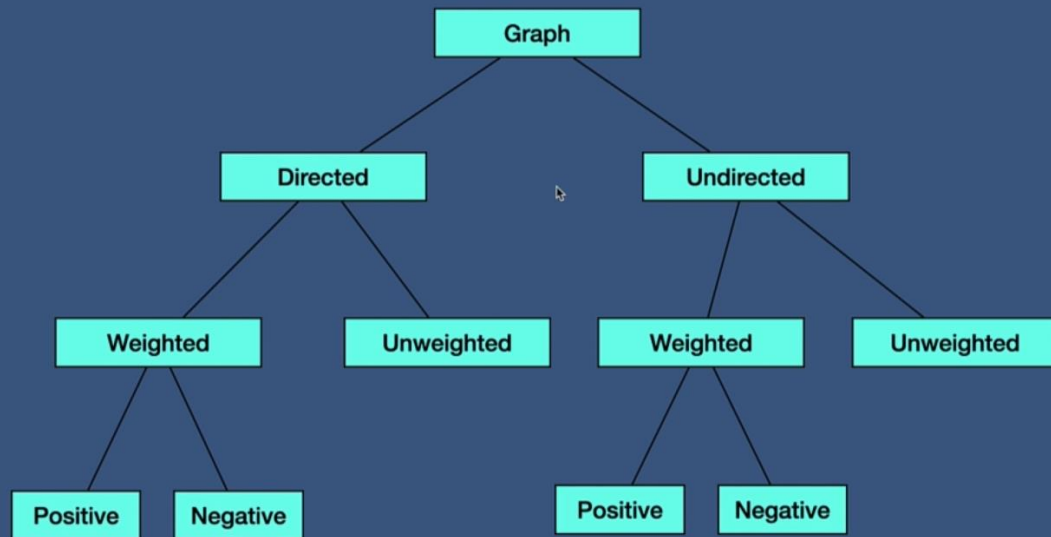 Graph
Directed
Undirected
Weighted
Unweighted
Weighted
Unweighted
Positive
Negative
Positive
Negative